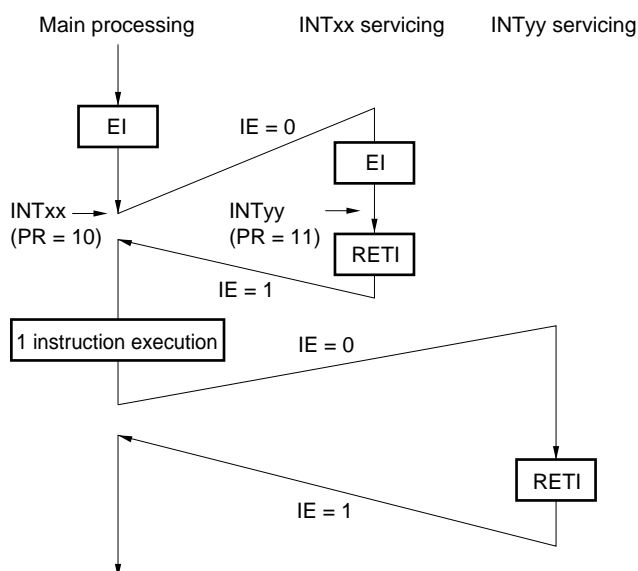 Main processing
INTxx servicing
INTyy servicing
EI
IE = 0
EI
INTxx
(PR = 10)
INTyy
(PR = 11)
RETI
IE = 1
1 instruction execution
IE = 0
RETI
IE = 1